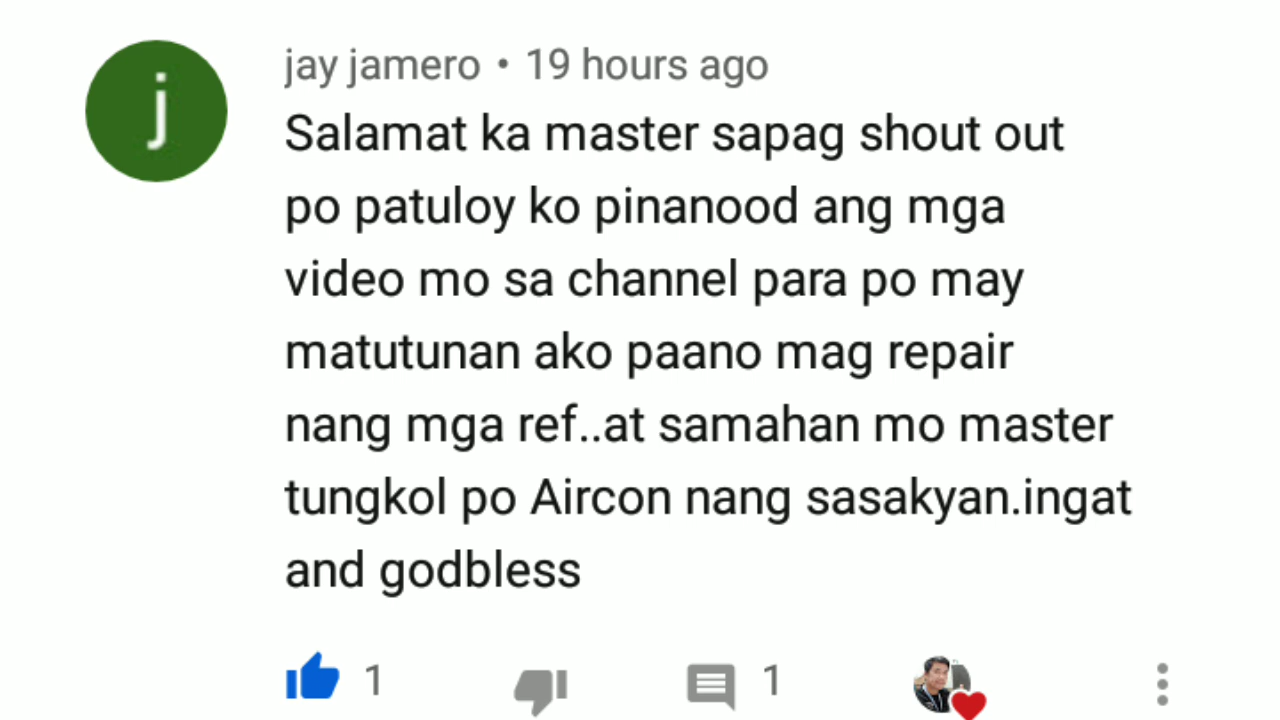 j
jay jamero • 19 hours ago
Salamat ka master sapag shout out
po patuloy ko pinanood ang mga
video mo sa channel para po may
matutunan ako paano mag repair
nang mga ref..at samahan mo master
tungkol po Aircon nang sasakyan.ingat
and godbless
1 1